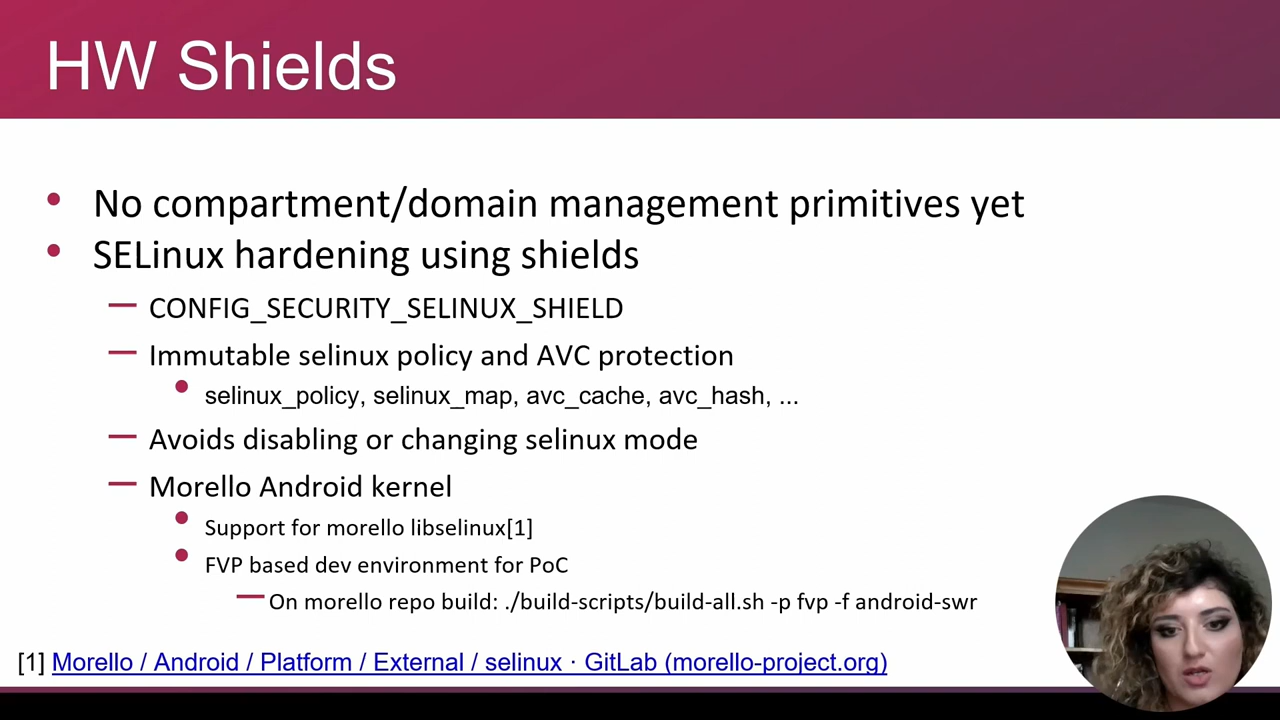 HW Shields
• No compartment/domain management primitives yet
• SELinux hardening using shields
— CONFIG_SECURITY_SELINUX_SHIELD
— Immutable selinux policy and AVC protection
• selinux_policy, selinux_map, avc_cache, avc_hash, ...
— Avoids disabling or changing selinux mode
— Morello Android kernel
• Support for morello libselinux[1]
• FVP based dev environment for PoC
— On morello repo build: ./build-scripts/build-all.sh -p fvp -f android-swr
[1] Morello / Android / Platform / External / selinux · GitLab (morello-project.org)